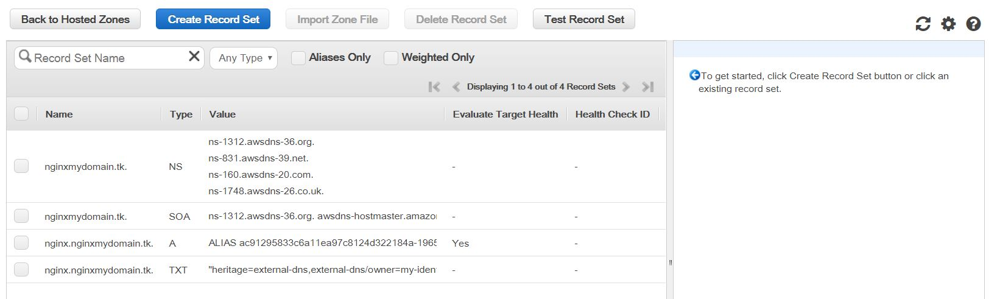 Back to Hosted Zones Create Record Set Import Zone File Delete Record Set Test Record Set
Record Set Name Any Type Aliases Only Weighted Only
Displaying 1 to 4 out of 4 Record Sets
To get started, click Create Record Set button or click an
existing record set.
Name Type Value Evaluate Target Health Health Check ID
nginxmydomain.tk. NS ns-1312.awsdns-36.org. - -
ns-831.awsdns-39.net.
ns-160.awsdns-20.com.
ns-1748.awsdns-26.co.uk.
nginxmydomain.tk. SOA ns-1312.awsdns-36.org. awsdns-hostmaster.amazo - -
nginx.nginxmydomain.tk. A ALIAS ac91295833c6a11ea97c8124d322184a-1965 Yes -
nginx.nginxmydomain.tk. TXT "heritage=external-dns,external-dns/owner=my-iden - -